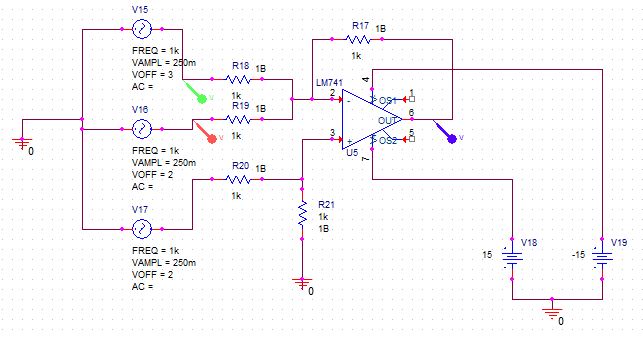 V15
FREQ = 1k
VAMPL = 250m
VOFF = 3
AC =
V
R18 1B
1k
R19 1B
1k
V16
V
FREQ = 1k
VAMPL = 250m
VOFF = 2
AC =
0
R20 1B
1k
V17
FREQ = 1k
VAMPL = 250m
VOFF = 2
AC =
R17 1B
1k
LM741
4
2
-
OS1
1
6
OUT
3
+
OS2
5
7
U5
V
R21
1k
1B
0
V18
15
V19
-15
0